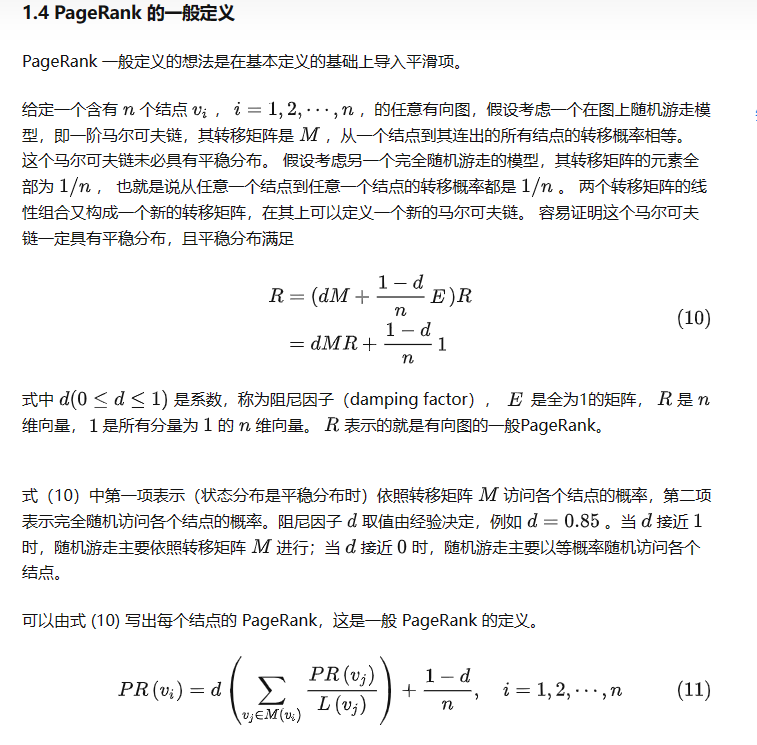 1.4 PageRank 的一般定义
PageRank 一般定义的想法是在基本定义的基础上导入平滑项。
给定一个含有 n 个结点 v_i ， i = 1, 2, ⋯, n ，的任意有向图，假设考虑一个在图上随机游走模
型，即一阶马尔可夫链，其转移矩阵是 M ，从一个结点到其连出的所有结点的转移概率相等。
这个马尔可夫链未必具有平稳分布。 假设考虑另一个完全随机游走的模型，其转移矩阵的元素全
部为 1/n ， 也就是说从任意一个结点到任意一个结点的转移概率都是 1/n 。 两个转移矩阵的线
性组合又构成一个新的转移矩阵，在其上可以定义一个新的马尔可夫链。 容易证明这个马尔可夫
链一定具有平稳分布，且平稳分布满足
R = (dM + \frac{1 − d}{n} E)R
= dMR + \frac{1 − d}{n} 1
(10)
式中 d(0 ≤ d ≤ 1) 是系数，称为阻尼因子（damping factor）， E 是全为1的矩阵， R 是 n
维向量， 1 是所有分量为 1 的 n 维向量。 R 表示的就是有向图的一般PageRank。
式（10）中第一项表示（状态分布是平稳分布时）依照转移矩阵 M 访问各个结点的概率，第二项
表示完全随机访问各个结点的概率。阻尼因子 d 取值由经验决定，例如 d = 0.85 。当 d 接近 1
时，随机游走主要依照转移矩阵 M 进行；当 d 接近 0 时，随机游走主要以等概率随机访问各个
结点。
可以由式 (10) 写出每个结点的 PageRank，这是一般 PageRank 的定义。
PR(v_i) = d \left( \sum_{v_j∈M(v_i)} \frac{PR(v_j)}{L(v_j)} \right) + \frac{1 − d}{n}, i = 1, 2, ⋯, n (11)